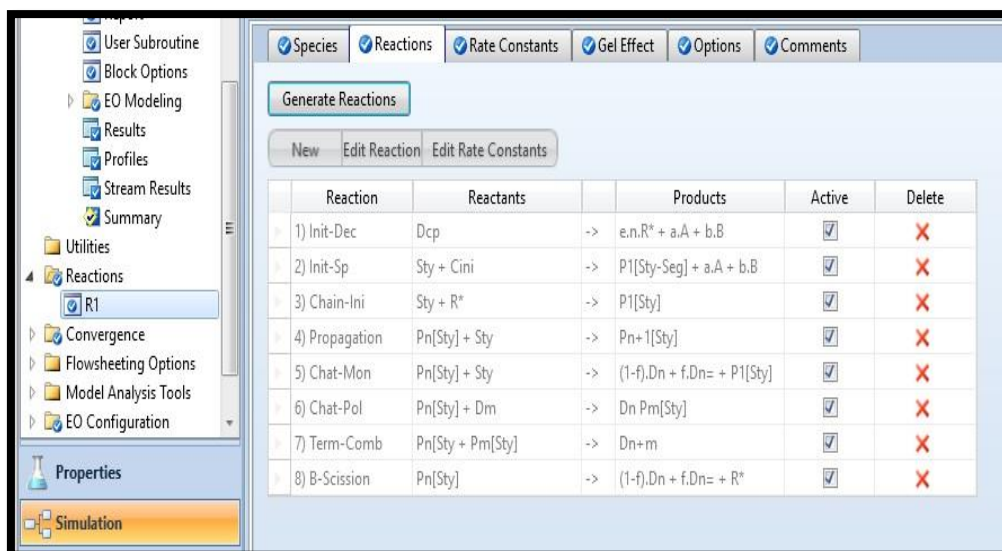 User Subroutine
Block Options
EO Modeling
Results
Profiles
Stream Results
Summary
Utilities
Reactions
R1
Convergence
Flowsheeting Options
Model Analysis Tools
EO Configuration
Properties
Simulation
Species Reactions Rate Constants Gel Effect Options Comments
Generate Reactions
New Edit Reaction Edit Rate Constants
Reaction Reactants Products Active Delete
1) Init-Dec Dcp -> e.n.R* + a.A + b.B
2) Init-Sp Sty + Cini -> P1[Sty-Seg] + a.A + b.B
3) Chain-Ini Sty + R* -> P1[Sty]
4) Propagation Pn[Sty] + Sty -> Pn+1[Sty]
5) Chat-Mon Pn[Sty] + Sty -> (1-f).Dn + f.Dn= + P1[Sty]
6) Chat-Pol Pn[Sty] + Dm -> Dn Pm[Sty]
7) Term-Comb Pn[Sty + Pm[Sty] -> Dn+m
8) B-Scission Pn[Sty] -> (1-f).Dn + f.Dn= + R*